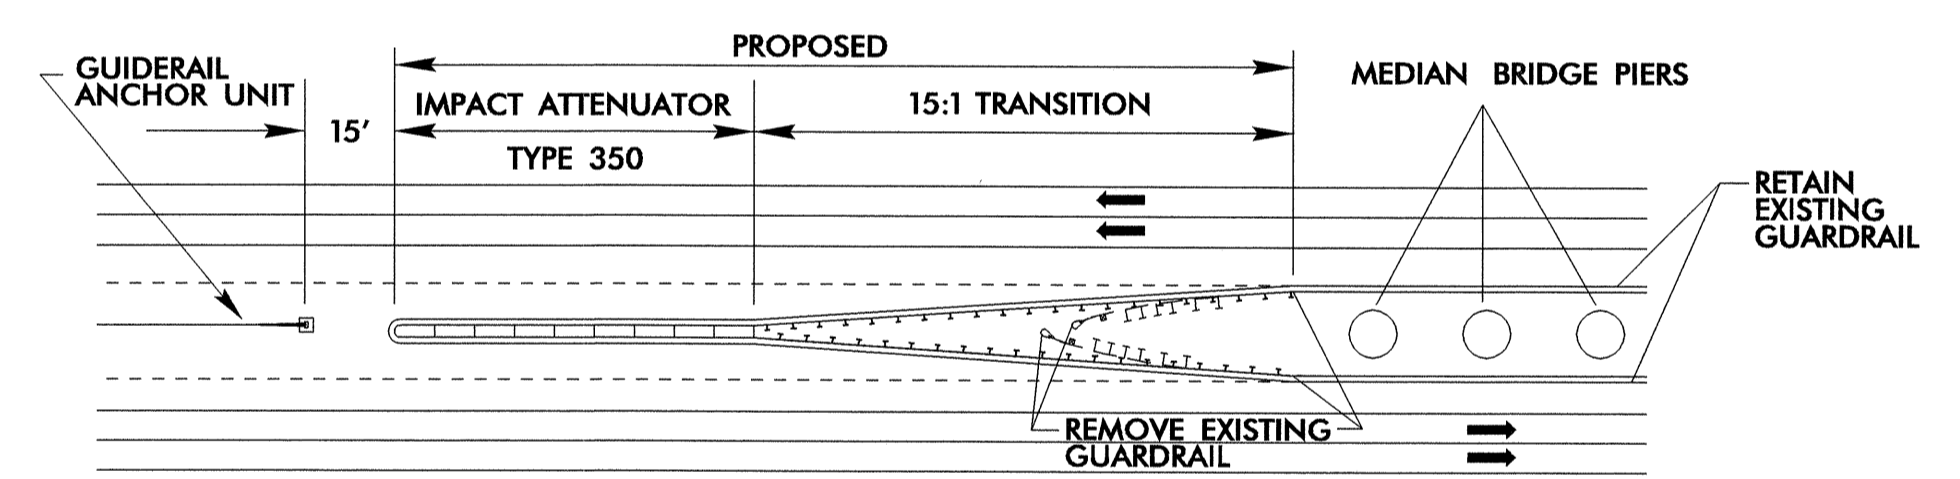 PROPOSED
GUIDERAIL
ANCHOR UNIT
15'
IMPACT ATTENUATOR
TYPE 350
15:1 TRANSITION
MEDIAN BRIDGE PIERS
RETAIN
EXISTING
GUARDRAIL
REMOVE EXISTING
GUARDRAIL